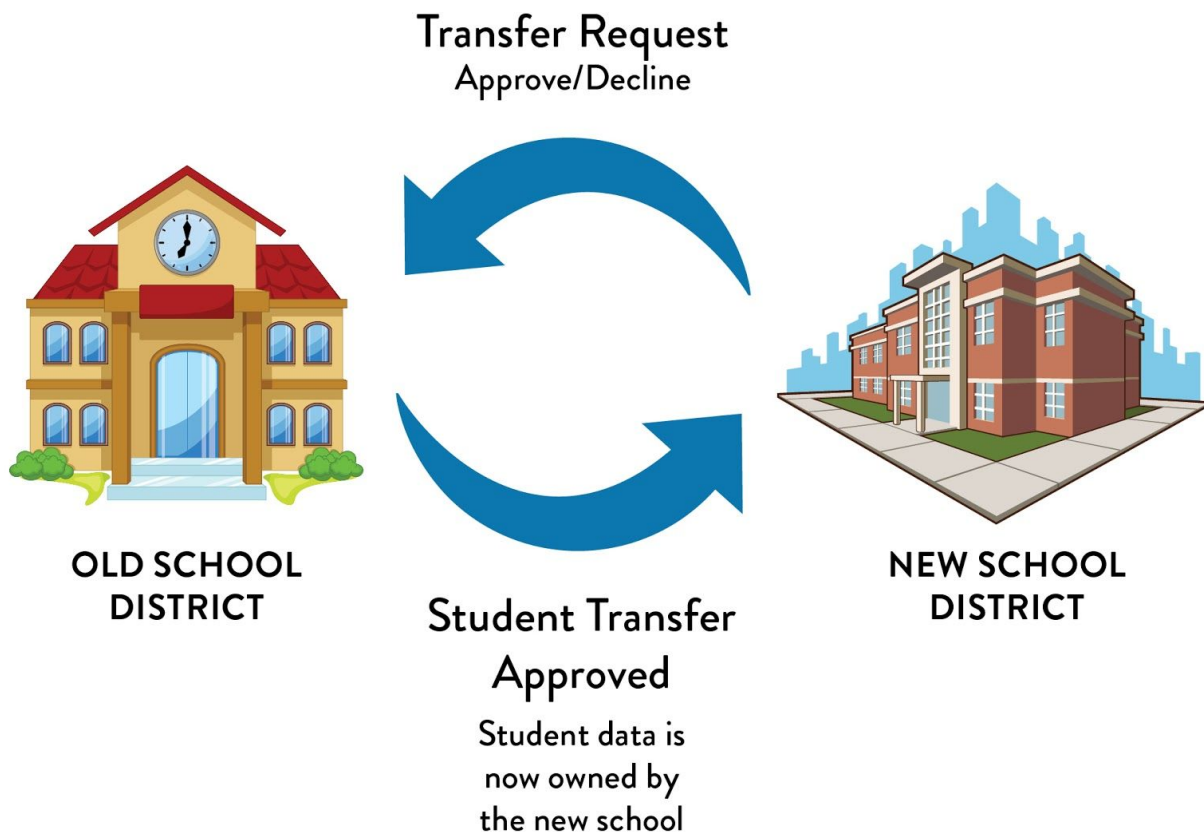 Transfer Request
Approve/Decline
OLD SCHOOL
DISTRICT
NEW SCHOOL
DISTRICT
Student Transfer
Approved
Student data is
now owned by
the new school